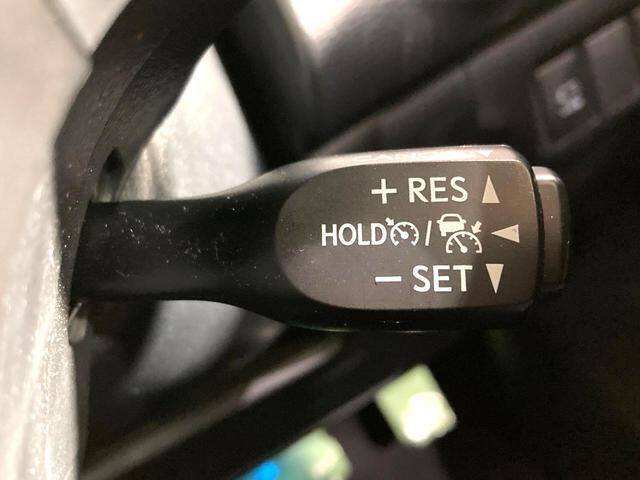 + RES
HOLD /
- SET